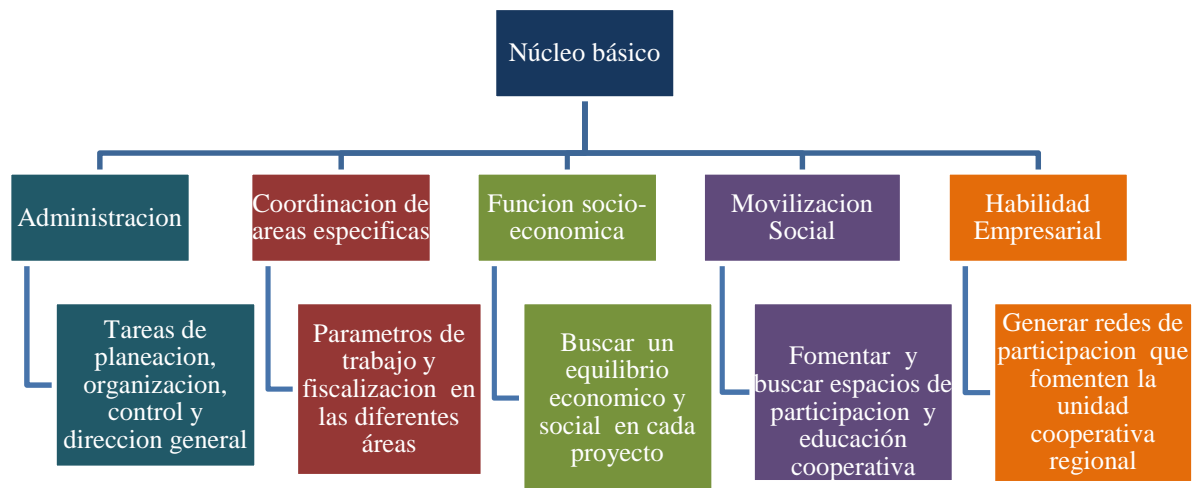 Núcleo básico
Administracion
Coordinacion de
areas especificas
Funcion socio-
economica
Movilizacion
Social
Habilidad
Empresarial
Tareas de
planeacion,
organizacion,
control y
direccion general
Parametros de
trabajo y
fiscalizacion en
las diferentes
áreas
Buscar un
equilibrio
economico y
social en cada
proyecto
Fomentar y
buscar espacios de
participacion y
educación
cooperativa
Generar redes de
participacion que
fomenten la
unidad
cooperativa
regional